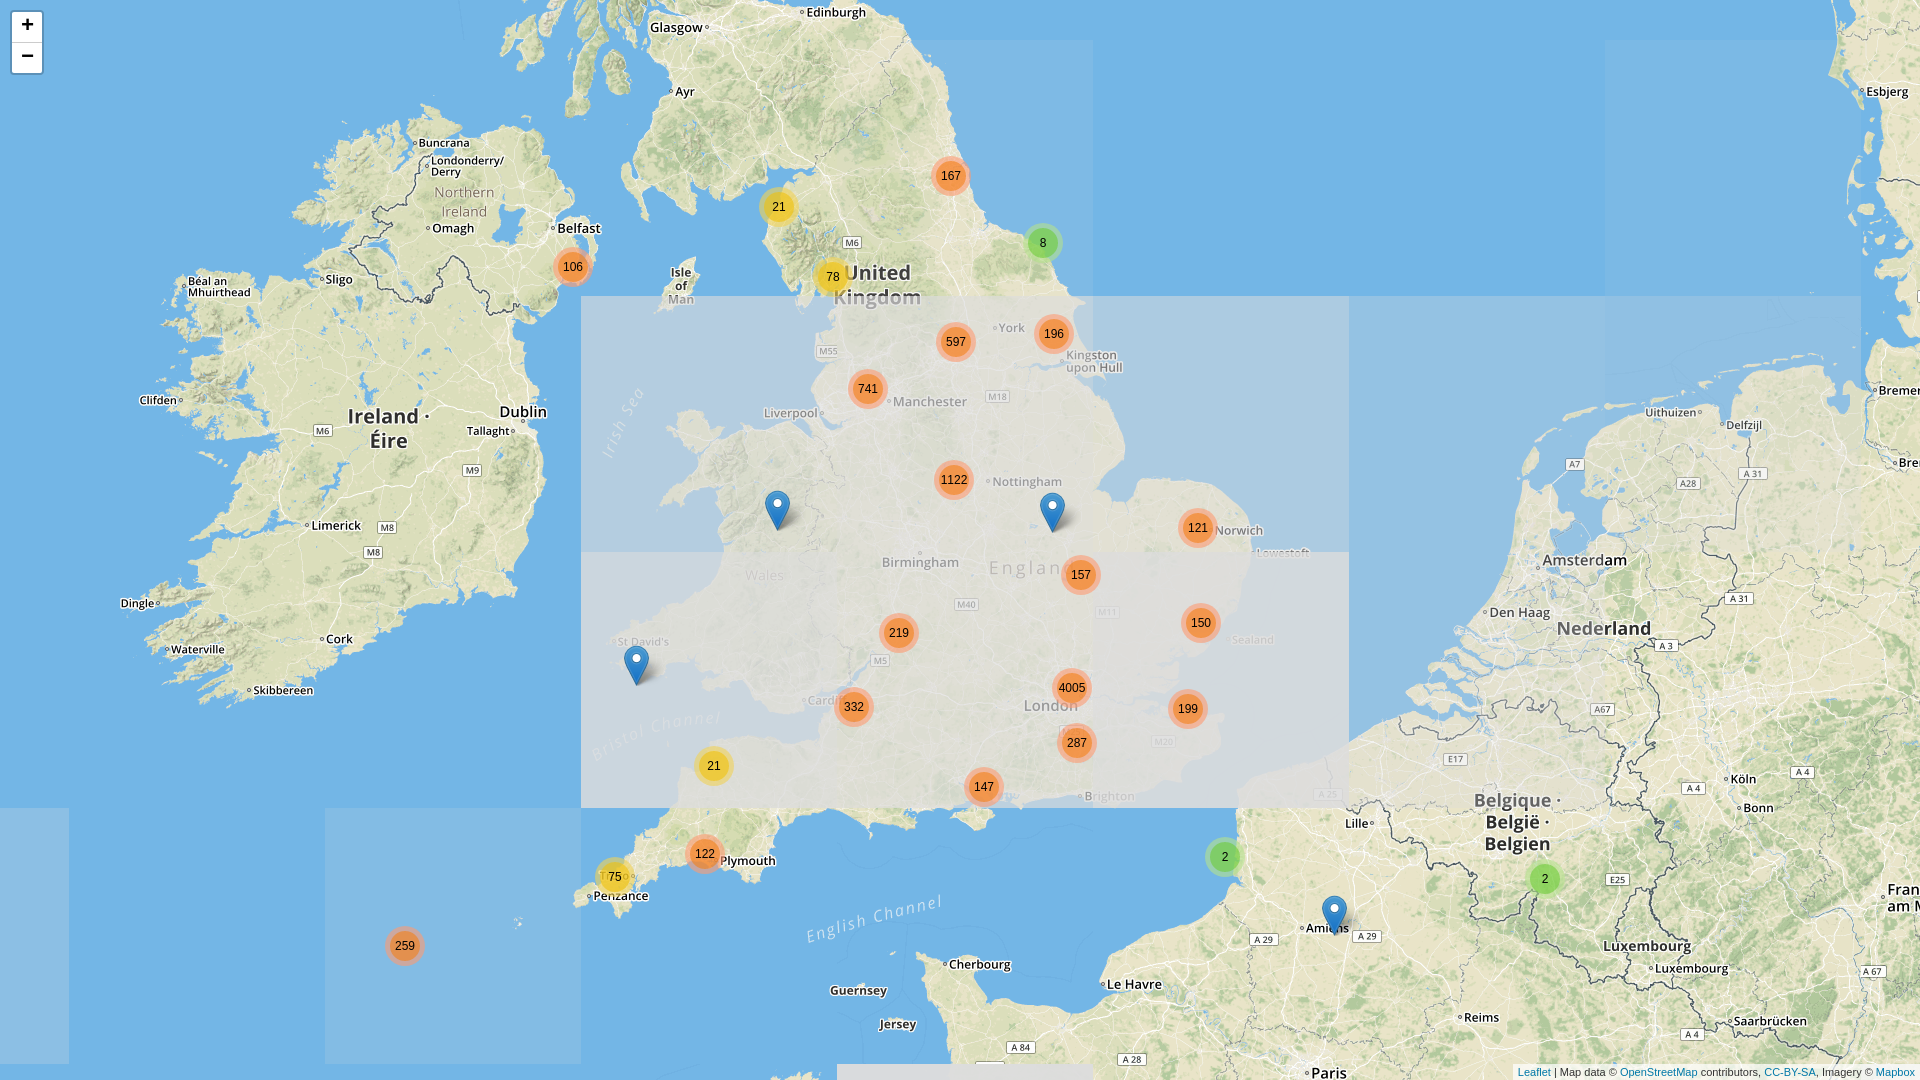 +
−
Glasgow
Edinburgh
Ayr
Esbjerg
Buncrana
Londonderry/
Derry
Northern
Ireland
Omagh
Belfast
167
21
8
M6
106
78
United
Kingdom
Isle
of
Man
Sligo
Béal an
Mhuirthead
York
196
597
M55
Kingston
upon Hull
741
Manchester
M18
Liverpool
Irish Sea
Clifden
Ireland ·
Éire
M6
Dublin
Tallaght
M9
Bremer
Uithuizen
Delfzijl
A7
A 31
A28
Bre
1122
Nottingham
121
Norwich
Lowestoft
Limerick
M8
M8
Birmingham
Englan
157
Wales
Amsterdam
Dingle
M40
M11
A 31
Den Haag
Nederland
150
219
Sealand
Cork
Waterville
St David's
M5
A 3
Skibbereen
4005
London
Cardif
332
199
A67
Bristol Channel
287
M20
E17
21
147
Brighton
A 25
Köln
A 4
A 4
Bonn
Belgique ·
België ·
Belgien
Lille
122
Plymouth
2
75
Penzance
2
E25
Fran
am M
English Channel
Amiens
A 29
A 29
259
Luxembourg
Luxembourg
A 67
Cherbourg
Le Havre
Guernsey
Jersey
Reims
Saarbrücken
A 4
A 84
A 28
Paris
Leaflet | Map data © OpenStreetMap contributors, CC-BY-SA, Imagery © Mapbox